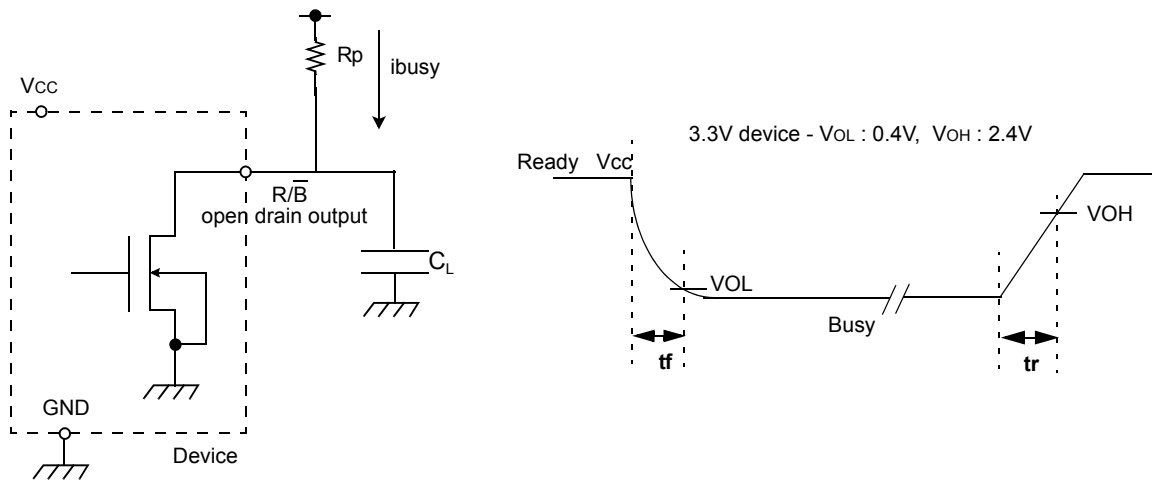 Rp
ibusy
VCC
R/B̅
open drain output
CL
GND
Device
3.3V device - VOL : 0.4V, VOH : 2.4V
Ready Vcc
VOH
VOL
Busy
tf
tr